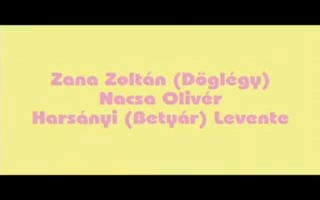 Zana Zoltán (Döglégy)
Nacsa Olivér
Harsányi (Betyár) Levente